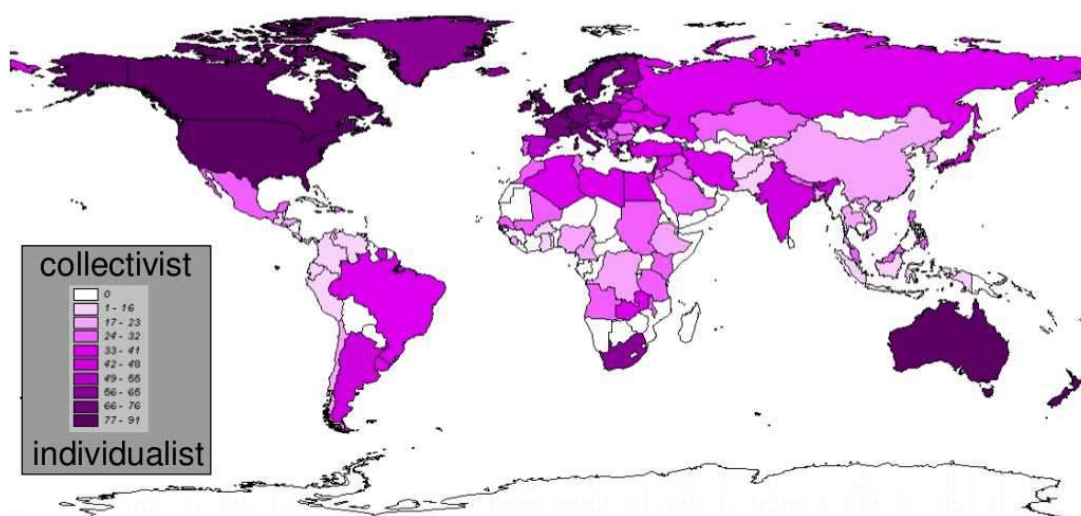 collectivist
0
1 - 16
17 - 23
24 - 32
33 - 41
42 - 48
49 - 55
56 - 65
66 - 76
77 - 91
individualist